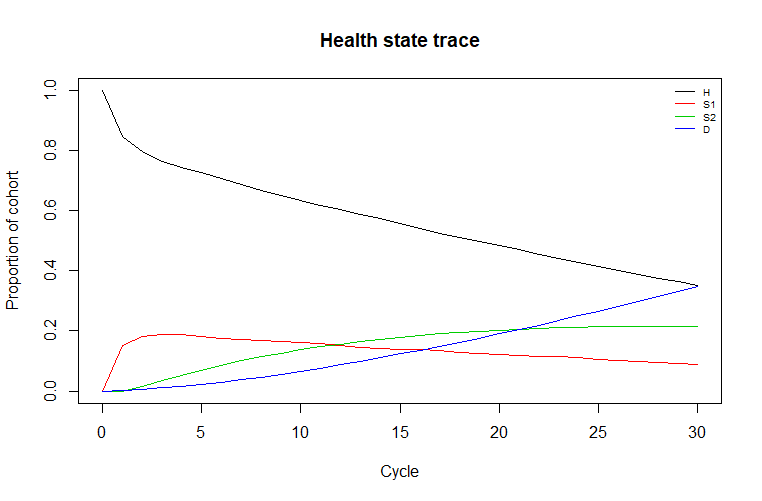 Health state trace
H
S1
S2
D
Proportion of cohort
1.0
0.8
0.6
0.4
0.2
0.0
0 5 10 15 20 25 30
Cycle